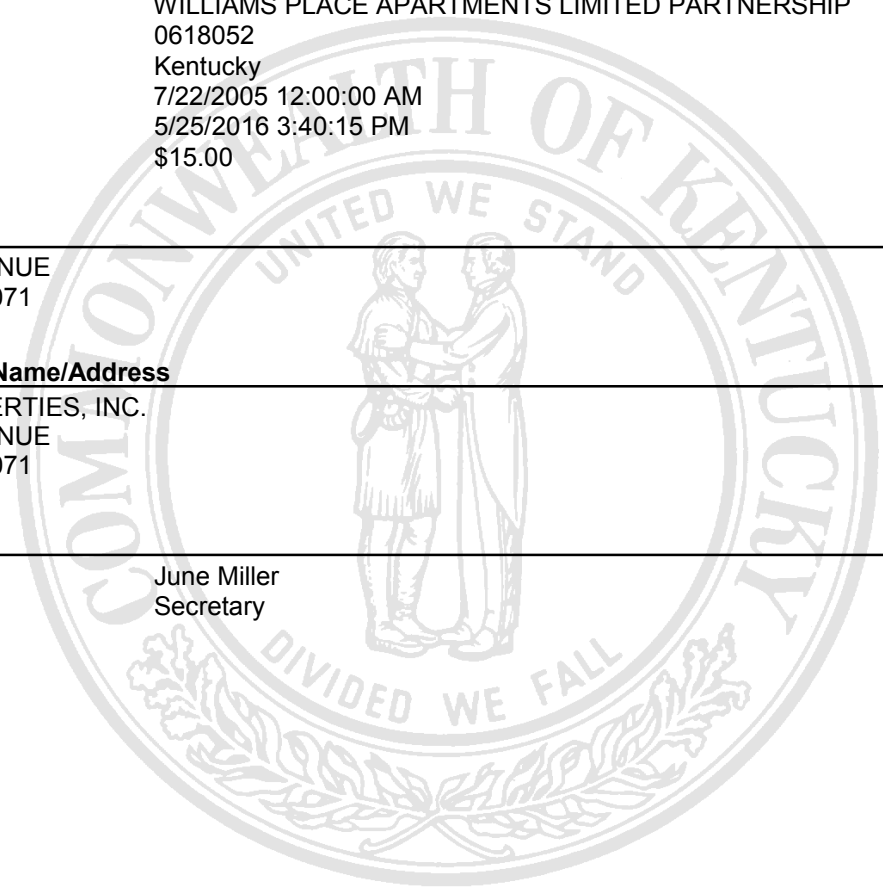 WILLIAMS PLACE APARTMENTS LIMITED PARTNERSHIP
0618052
Kentucky
7/22/2005 12:00:00 AM
5/25/2016 3:40:15 PM
$15.00
NUE
071
Name/Address
ERTIES, INC.
NUE
071
June Miller
Secretary
COMMONWEALTH OF KENTUCKY
UNITED WE STAND
DIVIDED WE FALL